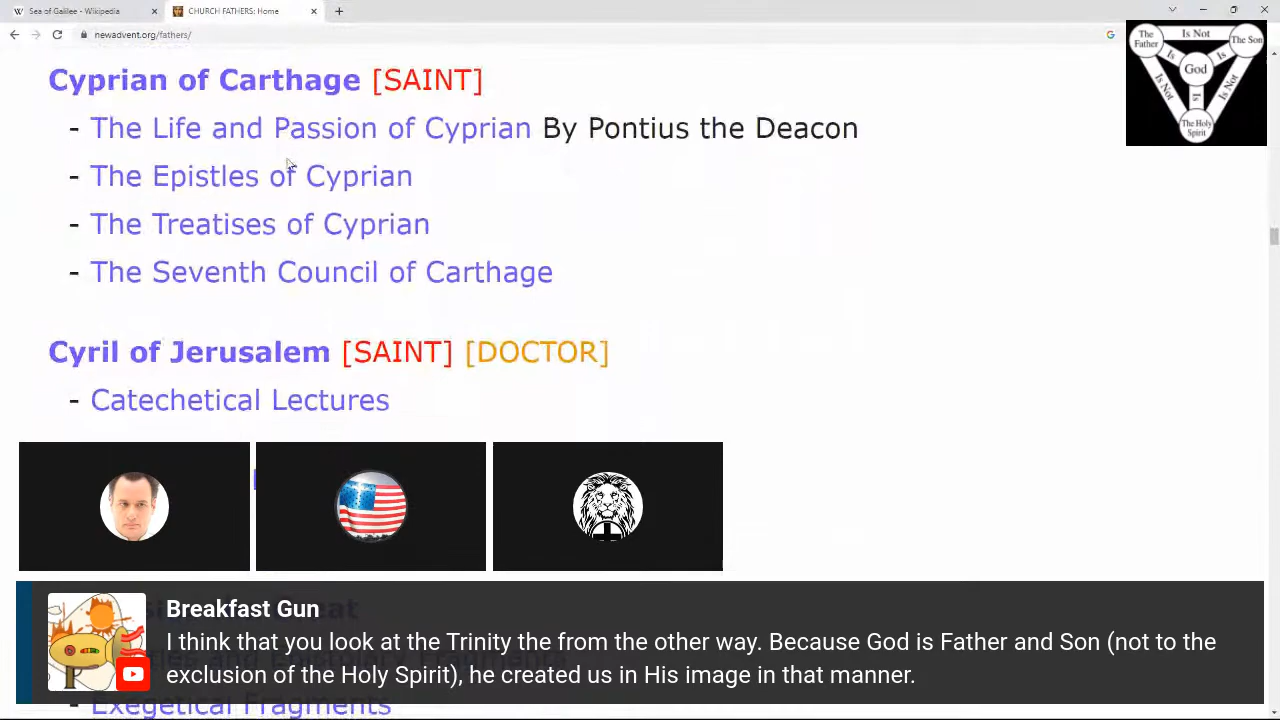 Sea of Galilee - Wikipedia
CHURCH FATHERS: Home
newadvent.org/fathers/
Cyprian of Carthage [SAINT]
- The Life and Passion of Cyprian By Pontius the Deacon
- The Epistles of Cyprian
- The Treatises of Cyprian
- The Seventh Council of Carthage
Cyril of Jerusalem [SAINT] [DOCTOR]
- Catechetical Lectures
The Father
Is Not
The Son
Is
Is
God
Is Not
Is Not
Is
The Holy Spirit
Breakfast Gun
I think that you look at the Trinity the from the other way. Because God is Father and Son (not to the
exclusion of the Holy Spirit), he created us in His image in that manner.
- Exegetical Fragments